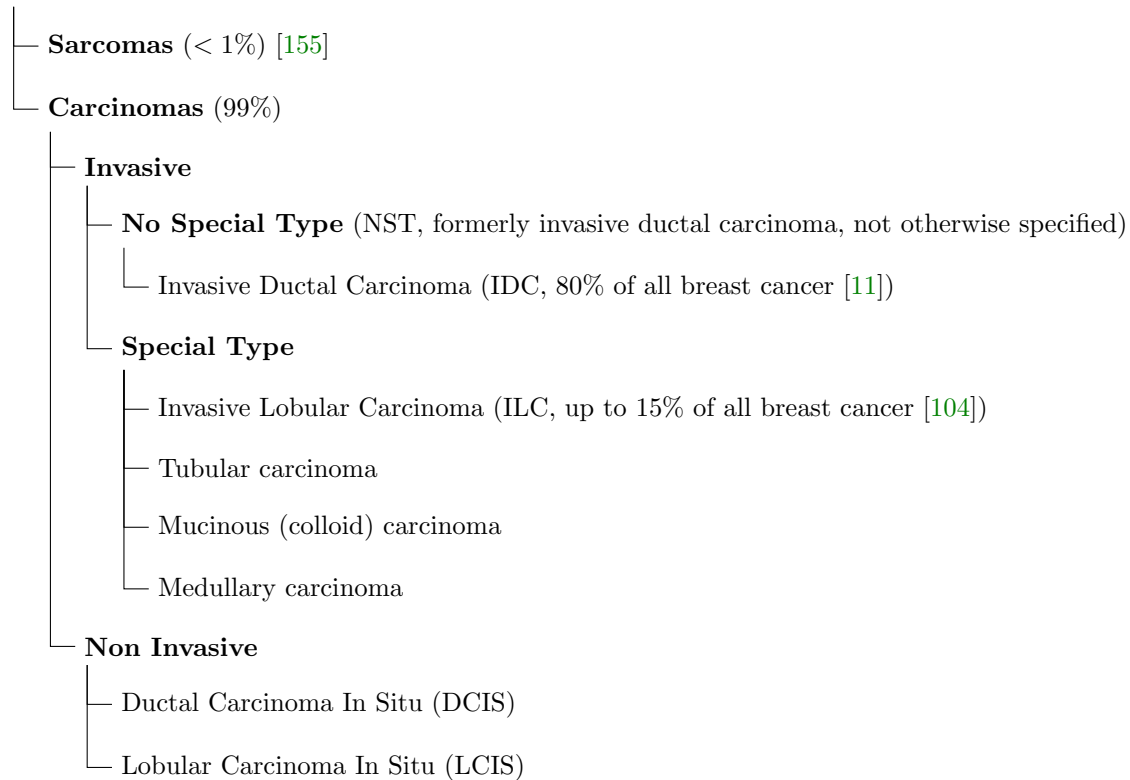 Sarcomas (< 1%) [155]
Carcinomas (99%)
Invasive
No Special Type (NST, formerly invasive ductal carcinoma, not otherwise specified)
Invasive Ductal Carcinoma (IDC, 80% of all breast cancer [11])
Special Type
Invasive Lobular Carcinoma (ILC, up to 15% of all breast cancer [104])
Tubular carcinoma
Mucinous (colloid) carcinoma
Medullary carcinoma
Non Invasive
Ductal Carcinoma In Situ (DCIS)
Lobular Carcinoma In Situ (LCIS)